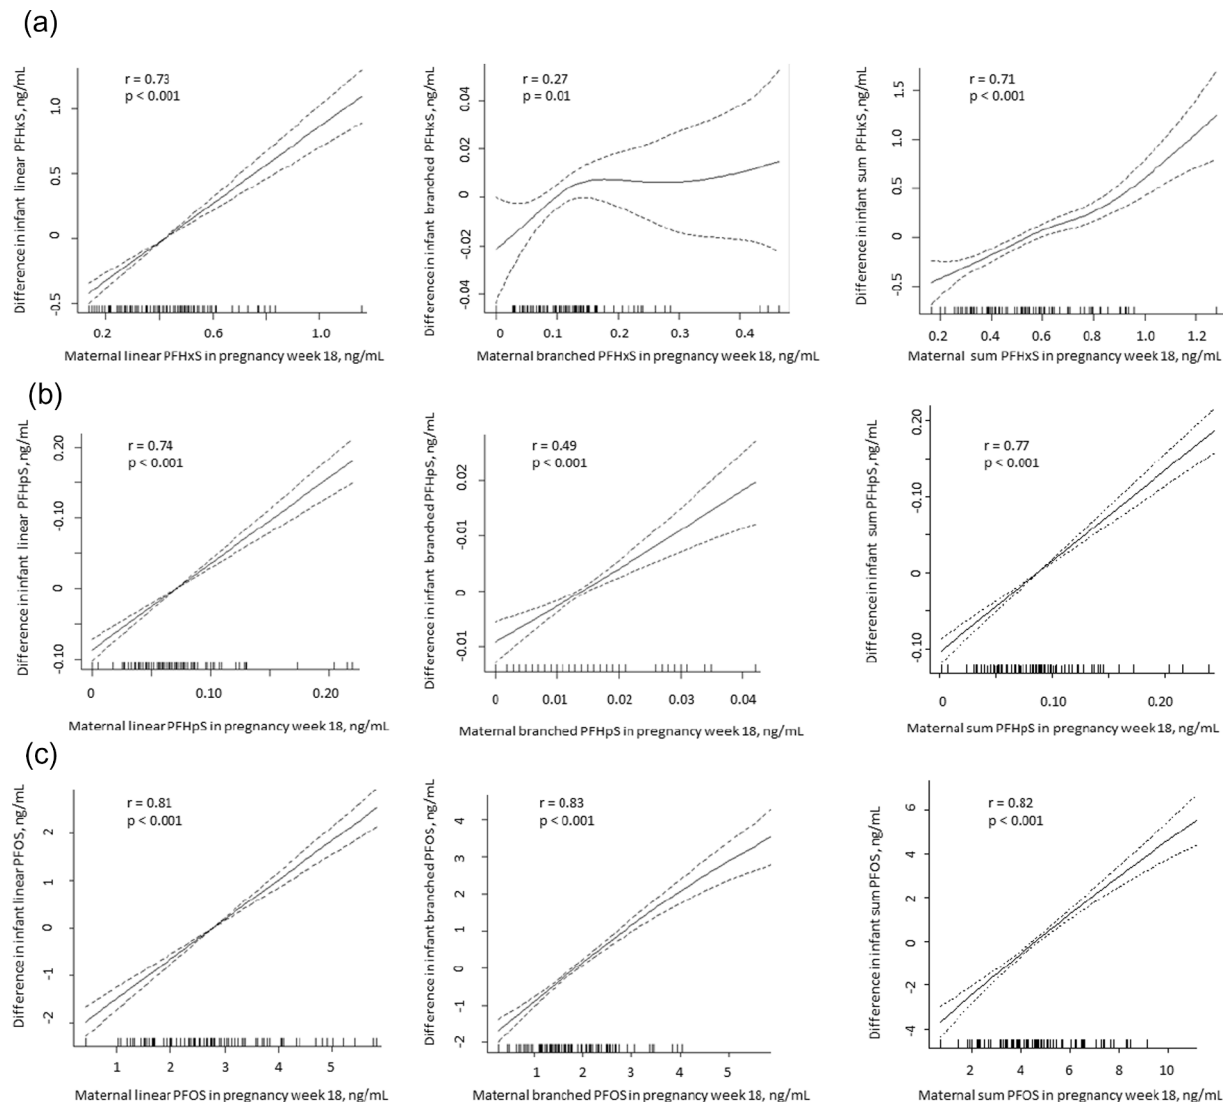 (a)
r = 0.73
p < 0.001
Difference in infant linear PFHxS, ng/mL
1.0
0.5
0
-0.5
0.2 0.6 1.0
Maternal linear PFHxS in pregnancy week 18, ng/mL
r = 0.27
p = 0.01
Difference in infant branched PFHxS, ng/mL
0.04
0.02
0
-0.02
-0.04
0 0.1 0.2 0.3 0.4
Maternal branched PFHxS in pregnancy week 18, ng/mL
r = 0.71
p < 0.001
Difference in infant sum PFHxS, ng/mL
1.5
1.0
0.5
0
-0.5
0.2 0.4 0.6 0.8 1.0 1.2
Maternal sum PFHxS in pregnancy week 18, ng/mL
(b)
r = 0.74
p < 0.001
Difference in infant linear PFHpS, ng/mL
0.20
-0.10
0
-0.10
0 0.10 0.20
Maternal linear PFHpS in pregnancy week 18, ng/mL
r = 0.49
p < 0.001
Difference in infant branched PFHpS, ng/mL
0.02
-0.01
0
-0.01
0 0.01 0.02 0.03 0.04
Maternal branched PFHpS in pregnancy week 18, ng/mL
r = 0.77
p < 0.001
Difference in infant sum PFHpS, ng/mL
0.20
-0.10
0
-0.10
0 0.10 0.20
Maternal sum PFHpS in pregnancy week 18, ng/mL
(c)
r = 0.81
p < 0.001
Difference in infant linear PFOS, ng/mL
2
1
0
-1
-2
1 2 3 4 5
Maternal linear PFOS in pregnancy week 18, ng/mL
r = 0.83
p < 0.001
Difference in infant branched PFOS, ng/mL
4
3
2
1
0
-1
-2
1 2 3 4 5
Maternal branched PFOS in pregnancy week 18, ng/mL
r = 0.82
p < 0.001
Difference in infant sum PFOS, ng/mL
6
4
2
0
-2
-4
2 4 6 8 10
Maternal sum PFOS in pregnancy week 18, ng/mL